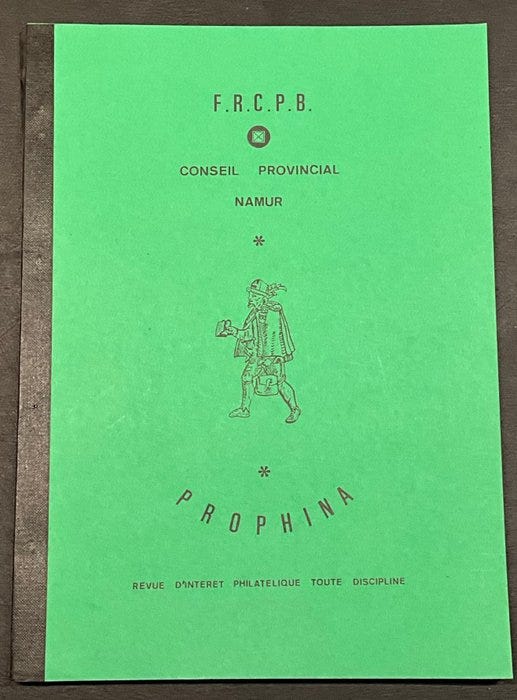 F.R.C.P.B.
CONSEIL PROVINCIAL
NAMUR
*
*
PROPHINA
REVUE D'INTERET PHILATELIQUE TOUTE DISCIPLINE